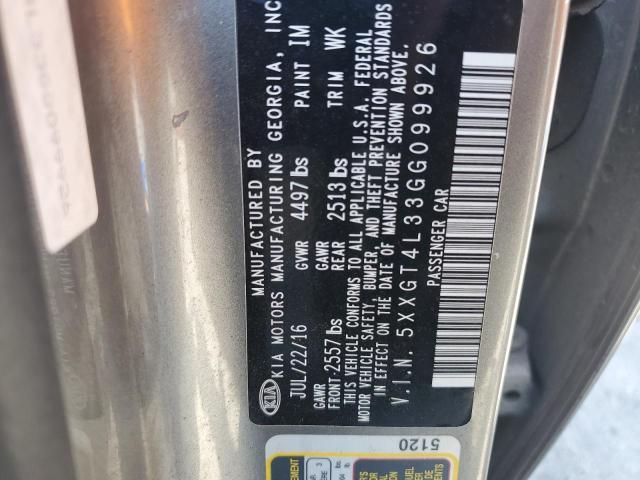 KIA
MANUFACTURED BY
KIA MOTORS MANUFACTURING GEORGIA, INC
JUL/22/16 GVWR 4497 lbs PAINT IM
GAWR GAWR
FRONT-2557 lbs REAR 2513 lbs TRIM WK
THIS VEHICLE CONFORMS TO ALL APPLICABLE U.S.A. FEDERAL
MOTOR VEHICLE SAFETY, BUMPER, AND THEFT PREVENTION STANDARDS
IN EFFECT ON THE DATE OF MANUFACTURE SHOWN ABOVE.
V.I.N. 5XXGT4L33GG099926
PASSENGER CAR
5120